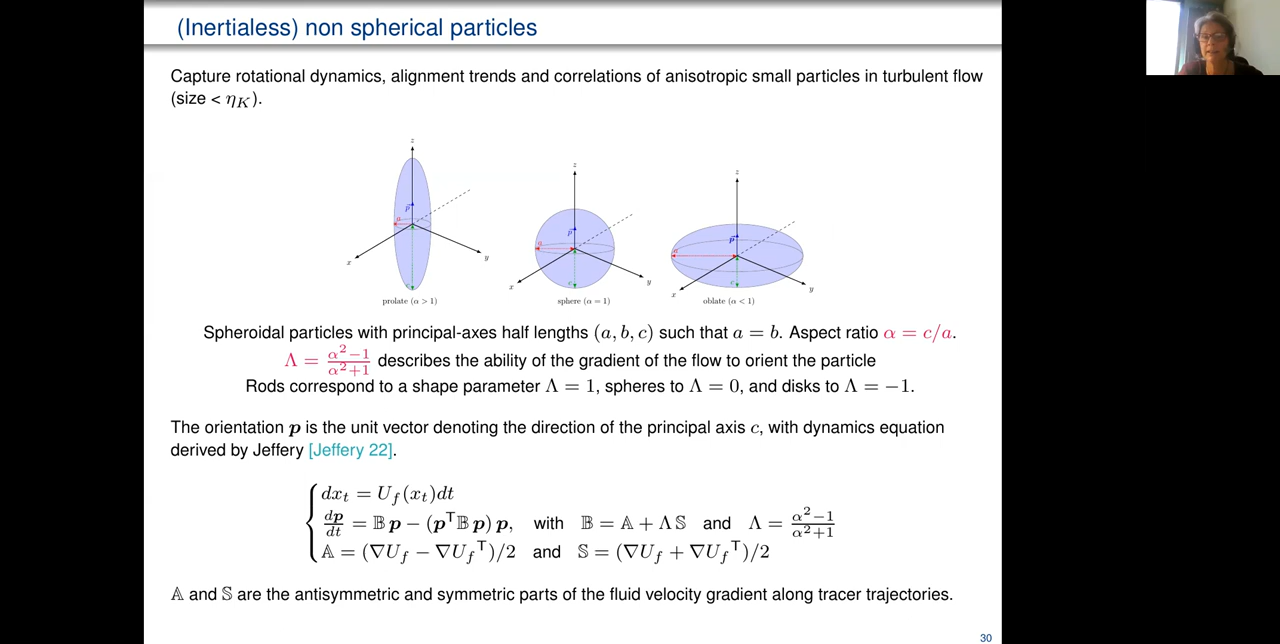 (Inertialess) non spherical particles
Capture rotational dynamics, alignment trends and correlations of anisotropic small particles in turbulent flow
(size < η_K).
z
p⃗
a
c
x
y
prolate (α > 1)
z
p⃗
a
c
x
y
sphere (α = 1)
z
p⃗
a
c
x
y
oblate (α < 1)
Spheroidal particles with principal-axes half lengths (a, b, c) such that a = b. Aspect ratio α = c/a.
Λ = (α²−1)/(α²+1) describes the ability of the gradient of the flow to orient the particle
Rods correspond to a shape parameter Λ = 1, spheres to Λ = 0, and disks to Λ = −1.
The orientation p is the unit vector denoting the direction of the principal axis c, with dynamics equation
derived by Jeffery [Jeffery 22].
dx_t = U_f(x_t)dt
dp/dt = 𝔹 p − (p^⊤ 𝔹 p) p, with 𝔹 = 𝔸 + Λ 𝕊 and Λ = (α²−1)/(α²+1)
𝔸 = (∇U_f − ∇U_f^⊤)/2 and 𝕊 = (∇U_f + ∇U_f^⊤)/2
𝔸 and 𝕊 are the antisymmetric and symmetric parts of the fluid velocity gradient along tracer trajectories.
30